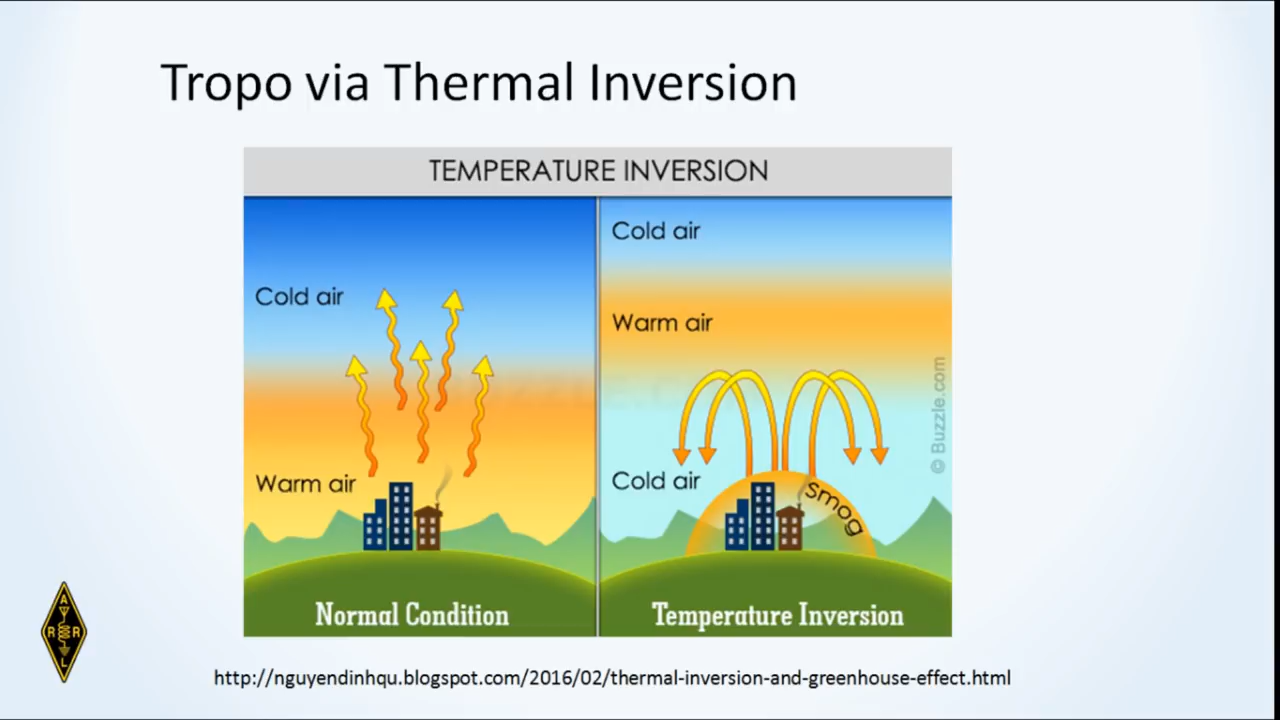 Tropo via Thermal Inversion
TEMPERATURE INVERSION
Cold air
Warm air
Normal Condition
Cold air
Warm air
Cold air
smog
Temperature Inversion
© Buzzle.com
A
R R
L
http://nguyendinhqu.blogspot.com/2016/02/thermal-inversion-and-greenhouse-effect.html